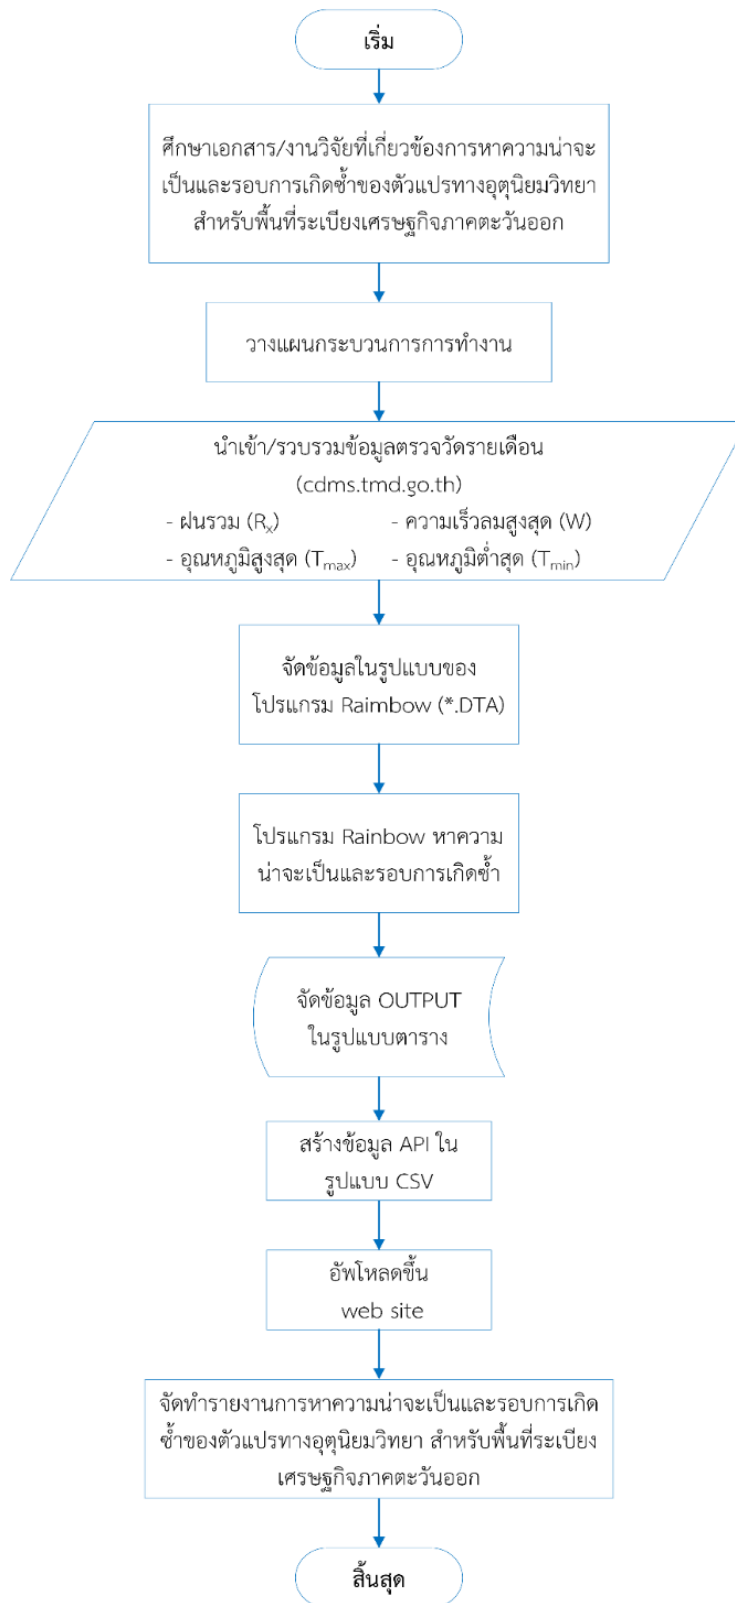 เริ่ม
ศึกษาเอกสาร/งานวิจัยที่เกี่ยวข้องการหาความน่าจะ
เป็นและรอบการเกิดซ้ำของตัวแปรทางอุตุนิยมวิทยา
สำหรับพื้นที่ระเบียงเศรษฐกิจภาคตะวันออก
วางแผนกระบวนการการทำงาน
นำเข้า/รวบรวมข้อมูลตรวจวัดรายเดือน
(cdms.tmd.go.th)
- ฝนรวม (Rx) - ความเร็วลมสูงสุด (W)
- อุณหภูมิสูงสุด (Tmax) - อุณหภูมิต่ำสุด (Tmin)
จัดข้อมูลในรูปแบบของ
โปรแกรม Raimbow (*.DTA)
โปรแกรม Rainbow หาความ
น่าจะเป็นและรอบการเกิดซ้ำ
จัดข้อมูล OUTPUT
ในรูปแบบตาราง
สร้างข้อมูล API ใน
รูปแบบ CSV
อัพโหลดขึ้น
web site
จัดทำรายงานการหาความน่าจะเป็นและรอบการเกิด
ซ้ำของตัวแปรทางอุตุนิยมวิทยา สำหรับพื้นที่ระเบียง
เศรษฐกิจภาคตะวันออก
สิ้นสุด